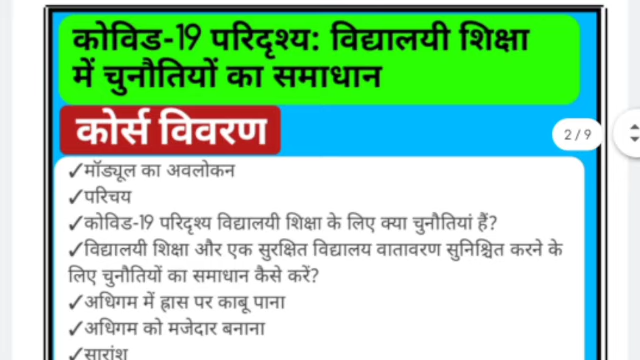 कोविड-19 परिदृश्य: विद्यालयी शिक्षा
में चुनौतियों का समाधान
कोर्स विवरण
2 / 9
✓मॉड्यूल का अवलोकन
✓परिचय
✓कोविड-19 परिदृश्य विद्यालयी शिक्षा के लिए क्या चुनौतियां हैं?
✓विद्यालयी शिक्षा और एक सुरक्षित विद्यालय वातावरण सुनिश्चित करने के
लिए चुनौतियों का समाधान कैसे करें?
✓अधिगम में ह्रास पर काबू पाना
✓अधिगम को मजेदार बनाना
✓सारांश